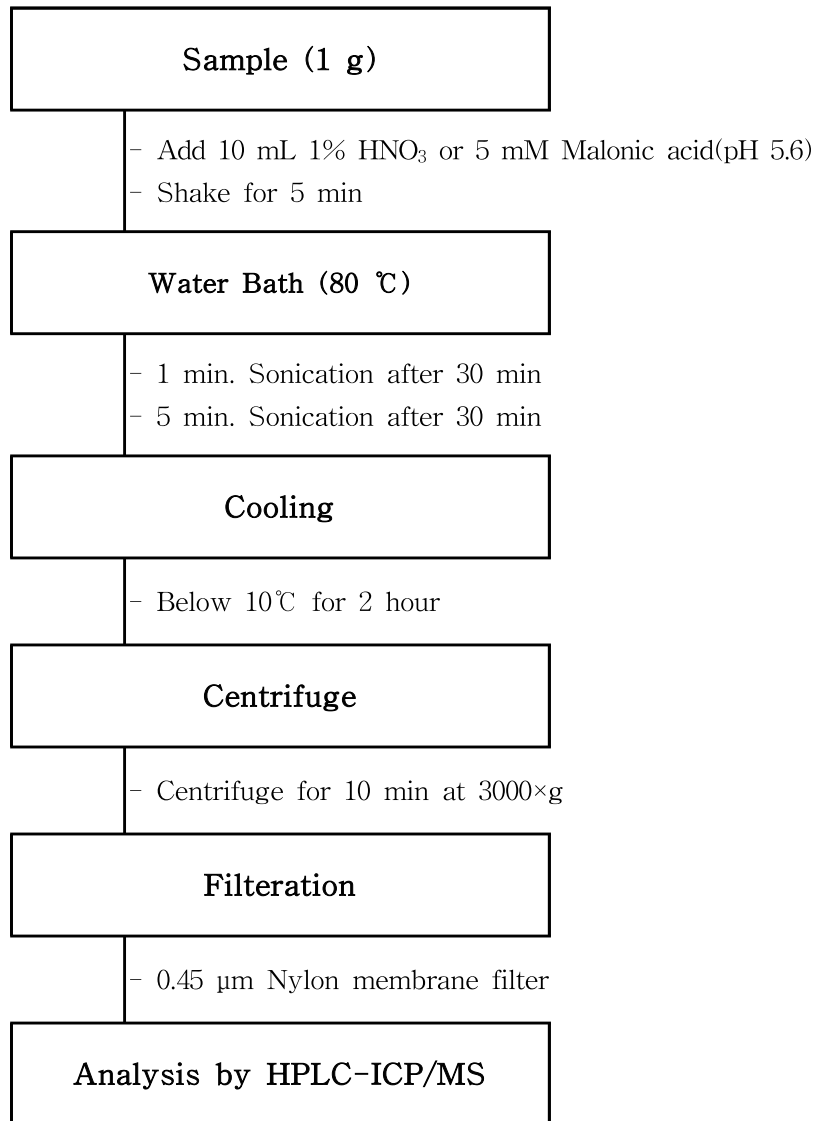 Sample (1 g)
- Add 10 mL 1% HNO₃ or 5 mM Malonic acid(pH 5.6)
- Shake for 5 min
Water Bath (80 ℃)
- 1 min. Sonication after 30 min
- 5 min. Sonication after 30 min
Cooling
- Below 10℃ for 2 hour
Centrifuge
- Centrifuge for 10 min at 3000×g
Filteration
- 0.45 μm Nylon membrane filter
Analysis by HPLC-ICP/MS